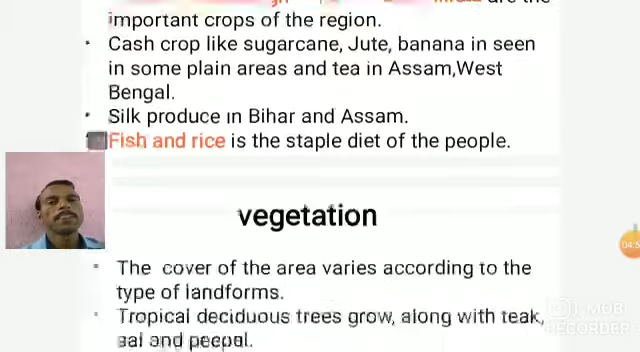 important crops of the region.
Cash crop like sugarcane, Jute, banana in seen
in some plain areas and tea in Assam,West
Bengal.
Silk produce in Bihar and Assam.
Fish and rice is the staple diet of the people.
vegetation
The cover of the area varies according to the
type of landforms.
Tropical deciduous trees grow, along with teak,
sal and peepal.
MOBI
RECORDER